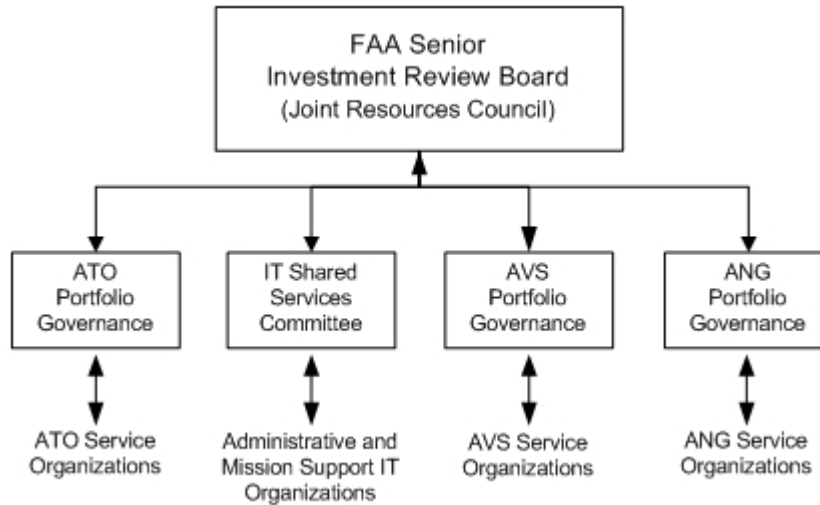 FAA Senior
Investment Review Board
(Joint Resources Council)
ATO
Portfolio
Governance
IT Shared
Services
Committee
AVS
Portfolio
Governance
ANG
Portfolio
Governance
ATO Service
Organizations
Administrative and
Mission Support IT
Organizations
AVS Service
Organizations
ANG Service
Organizations